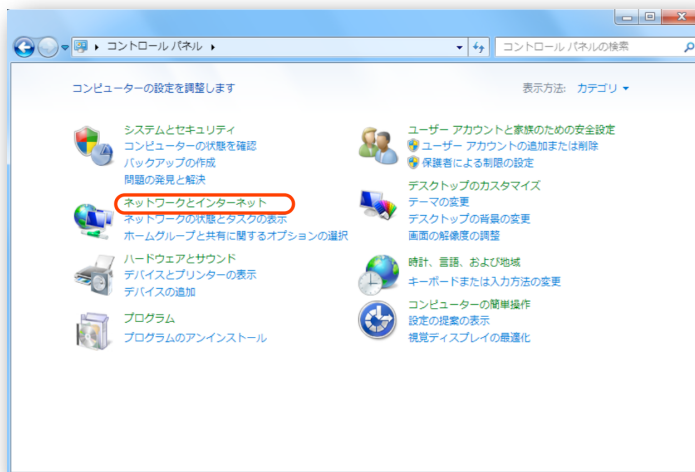 コントロール パネル
コントロール パネルの検索
コンピューターの設定を調整します
表示方法: カテゴリ
システムとセキュリティ
コンピューターの状態を確認
バックアップの作成
問題の発見と解決
ネットワークとインターネット
ネットワークの状態とタスクの表示
ホームグループと共有に関するオプションの選択
ハードウェアとサウンド
デバイスとプリンターの表示
デバイスの追加
プログラム
プログラムのアンインストール
ユーザー アカウントと家族のための安全設定
ユーザー アカウントの追加または削除
保護者による制限の設定
デスクトップのカスタマイズ
テーマの変更
デスクトップの背景の変更
画面の解像度の調整
時計、言語、および地域
キーボードまたは入力方法の変更
コンピューターの簡単操作
設定の提案の表示
視覚ディスプレイの最適化